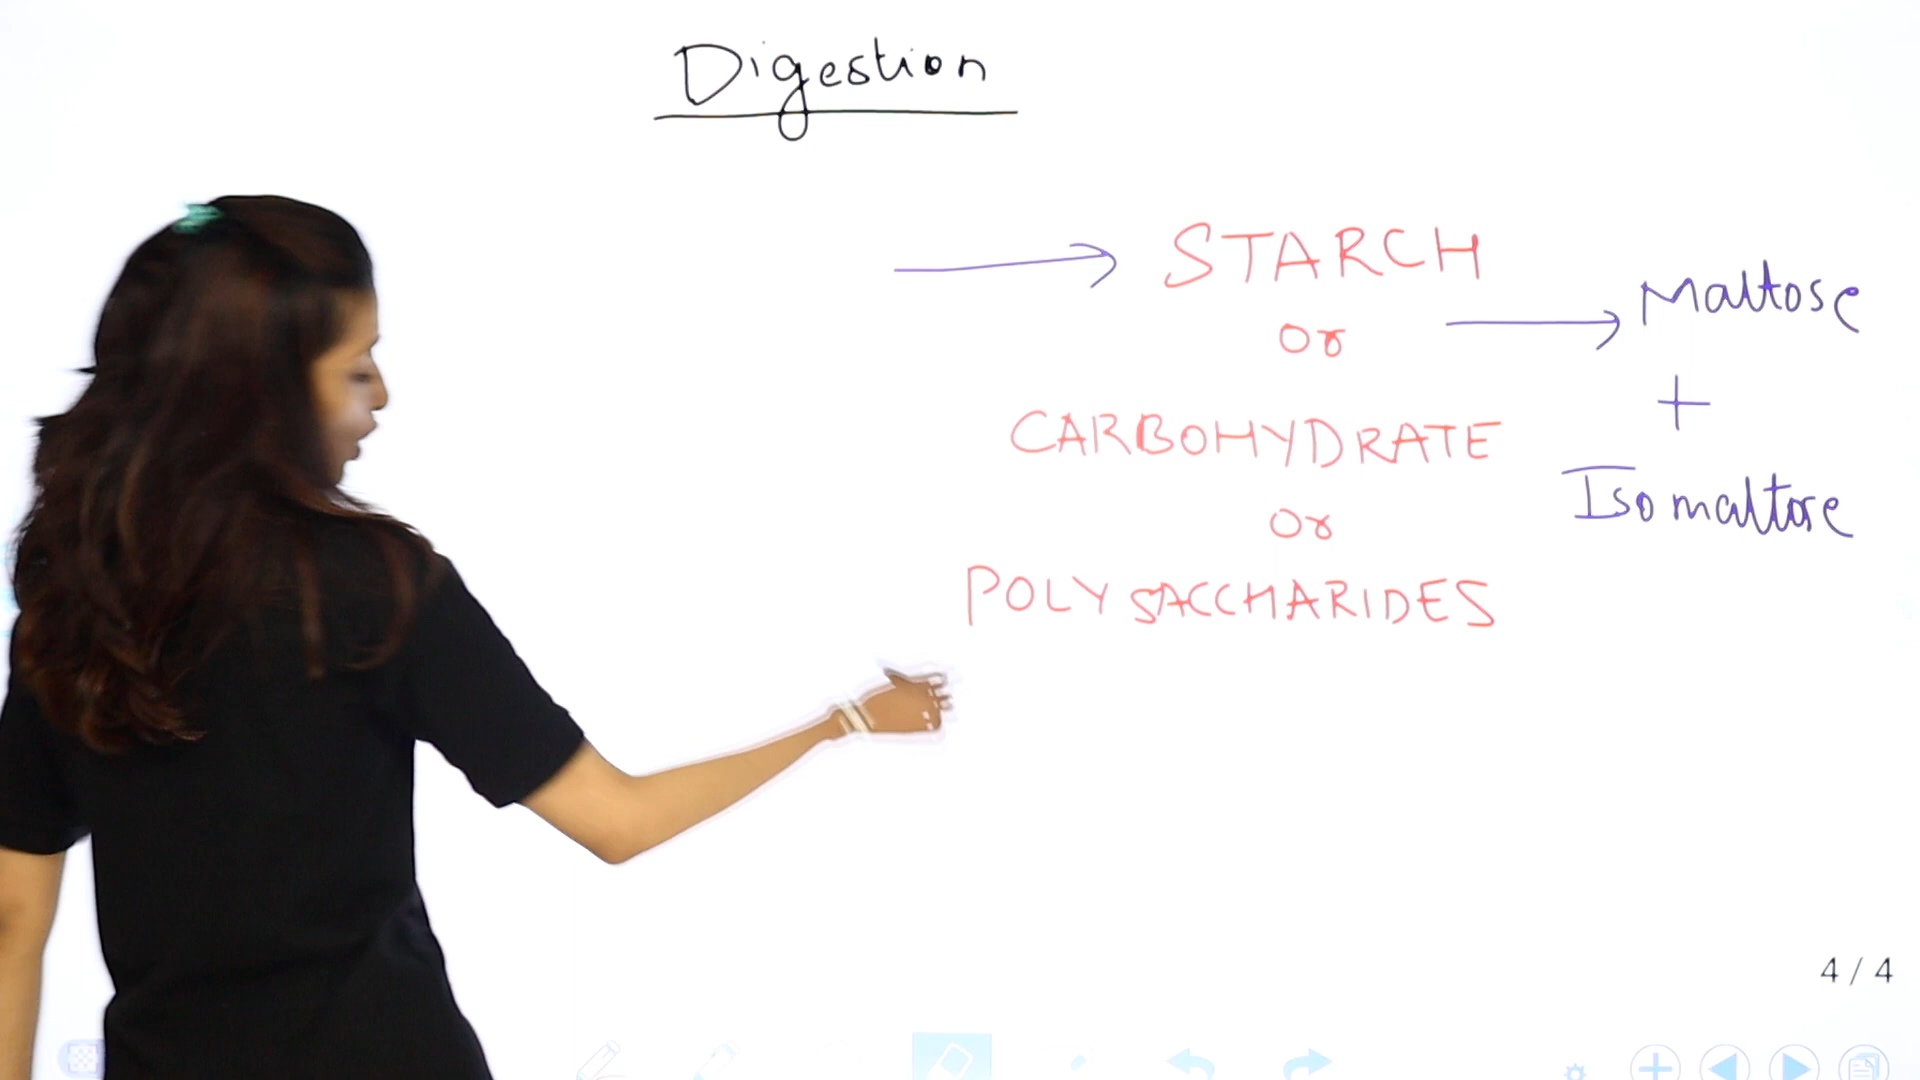 Digestion
STARCH
or
CARBOHYDRATE
or
POLYSACCHARIDES
Maltose
+
Isomaltose
4 / 4